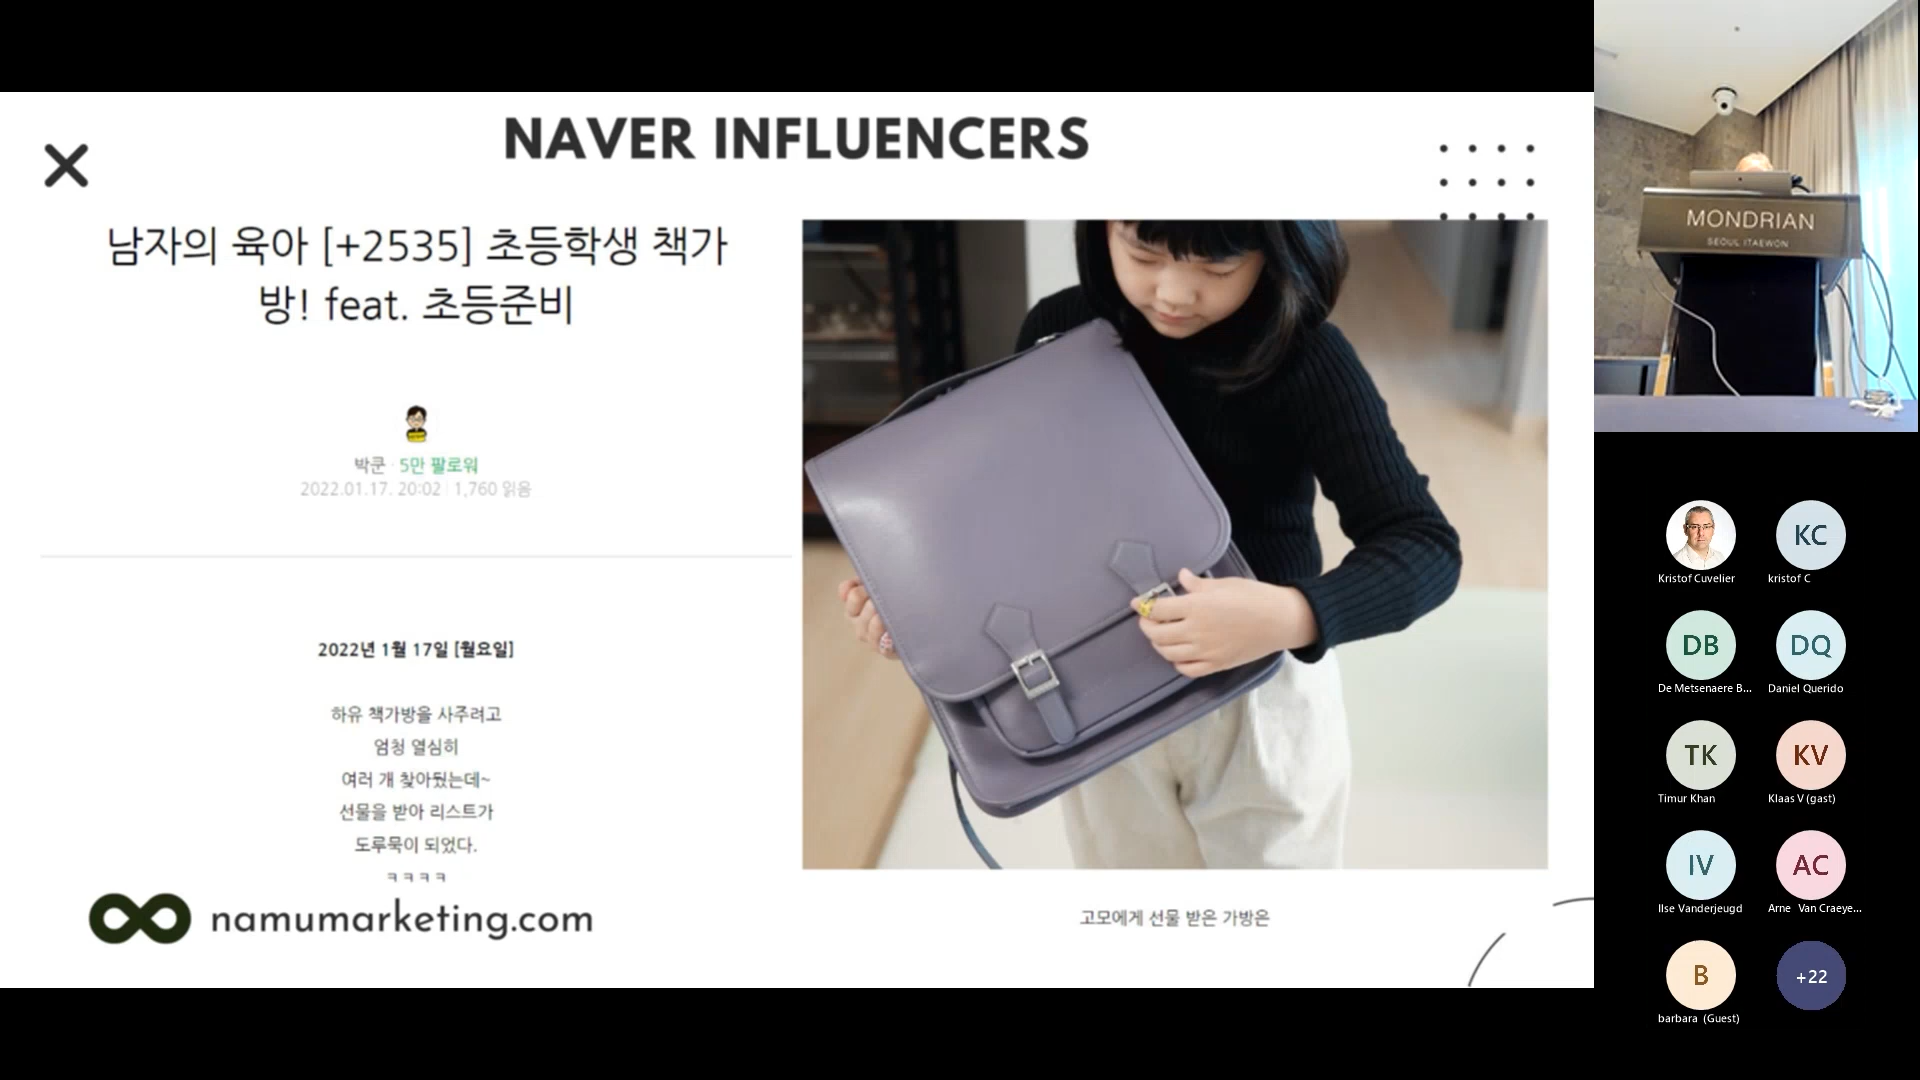 NAVER INFLUENCERS
남자의 육아 [+2535] 초등학생 책가
방! feat. 초등준비
박쿤 · 5만 팔로워
2022.01.17. 20:02 | 1,760 읽음
2022년 1월 17일 [월요일]
하유 책가방을 사주려고
엄청 열심히
여러 개 찾아뒀는데~
선물을 받아 리스트가
도루묵이 되었다.
ㅋㅋㅋㅋ
namumarketing.com
고모에게 선물 받은 가방은
MONDRIAN
SEOUL ITAEWON
Kristof Cuvelier
KC
kristof C
DB
De Metsenaere B...
DQ
Daniel Querido
TK
Timur Khan
KV
Klaas V (gast)
IV
Ilse Vanderjeugd
AC
Arne Van Craeye...
B
barbara (Guest)
+22